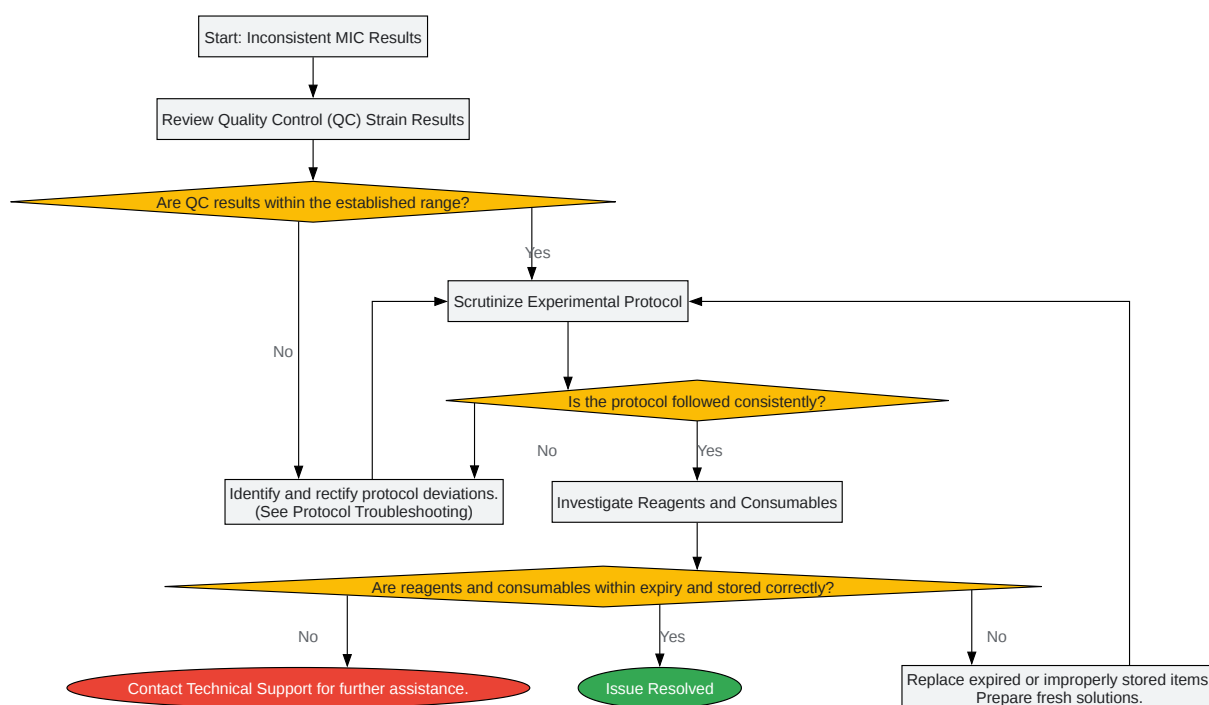 Start: Inconsistent MIC Results
Review Quality Control (QC) Strain Results
Are QC results within the established range?
Yes
Scrutinize Experimental Protocol
No
Is the protocol followed consistently?
No
Yes
Identify and rectify protocol deviations.
(See Protocol Troubleshooting)
Investigate Reagents and Consumables
Are reagents and consumables within expiry and stored correctly?
No
Yes
No
Contact Technical Support for further assistance.
Issue Resolved
Replace expired or improperly stored items
Prepare fresh solutions.